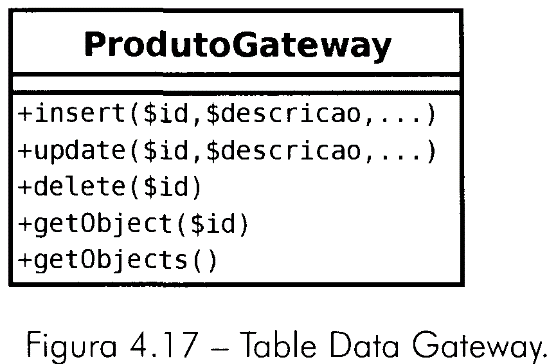 ProdutoGateway
+insert($id,$descricao,...)
+update($id,$descricao,...)
+delete($id)
+getObject($id)
+getObjects()
Figura 4.17 – Table Data Gateway.